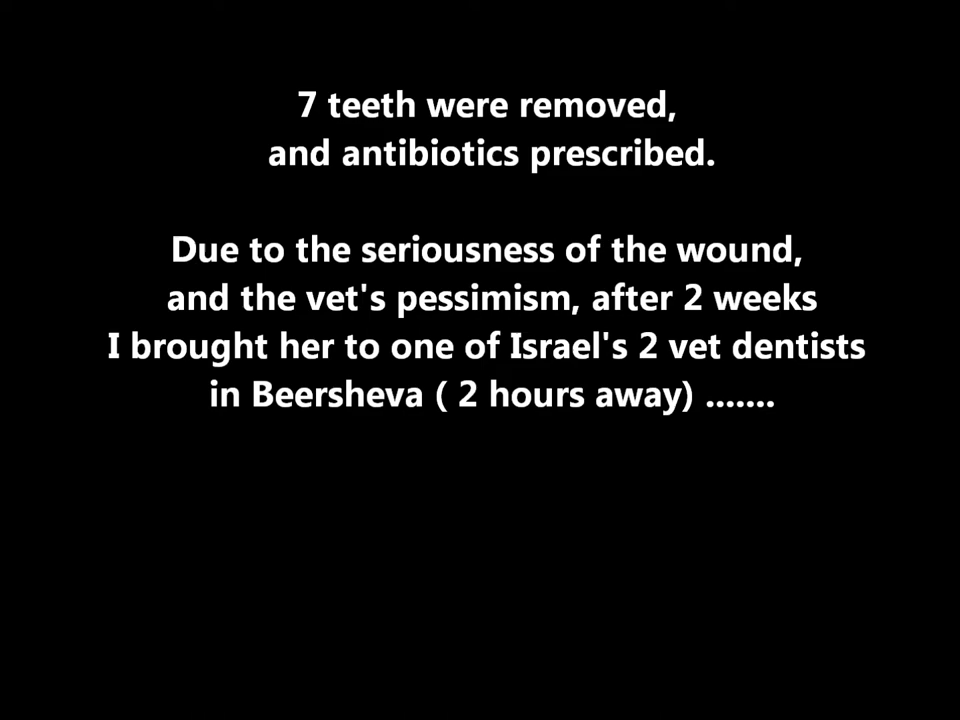 7 teeth were removed,
and antibiotics prescribed.
Due to the seriousness of the wound,
and the vet's pessimism, after 2 weeks
I brought her to one of Israel's 2 vet dentists
in Beersheva ( 2 hours away) .......